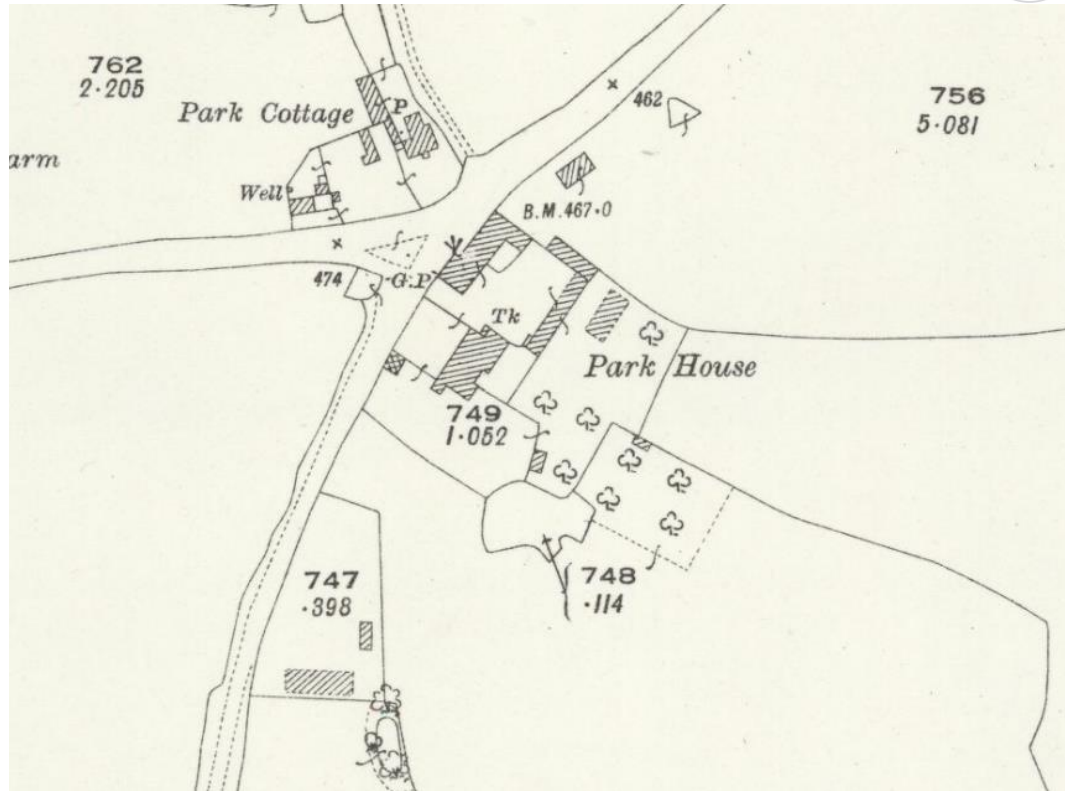 762
2·205
Park Cottage
P
462
756
5·081
arm
Well
B.M.467·0
474
G.P
Tk
Park House
749
1·052
747
·398
748
·114